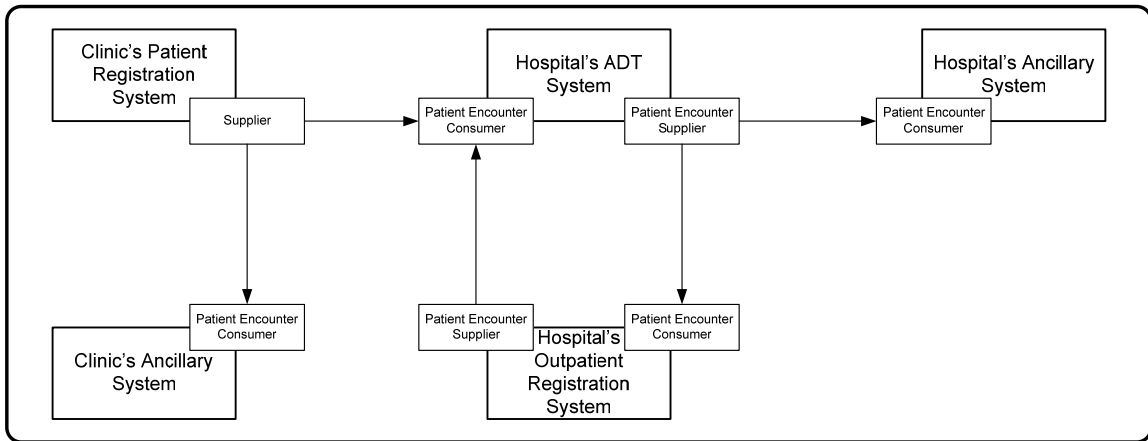 Clinic's Patient
Registration
System
Supplier
Hospital's ADT
System
Patient Encounter
Consumer
Patient Encounter
Supplier
Hospital's Ancillary
System
Patient Encounter
Consumer
Patient Encounter
Consumer
Clinic's Ancillary
System
Patient Encounter
Supplier
Patient Encounter
Consumer
Hospital's
Outpatient
Registration
System